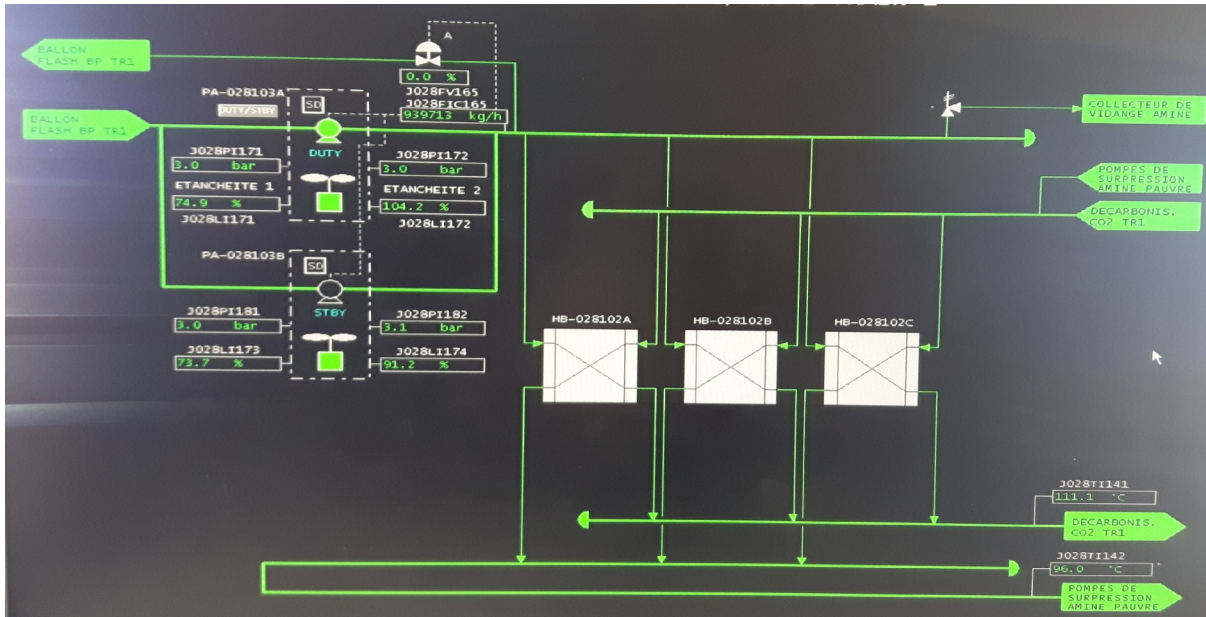 BALLON
FLASH BP TR1
A
0.0 %
J028FV165
J028FIC165
939713 kg/h
PA-028103A
DUTY/STBY
SD
BALLON
FLASH BP TR1
DUTY
COLLECTEUR DE
VIDANGE AMINE
J028PI171
3.0 bar
J028PI172
3.0 bar
ETANCHEITE 1
74.9 %
J028LI171
ETANCHEITE 2
104.2 %
J028LI172
POMPES DE
SURPRESSION
AMINE PAUVRE
DECARBONIS.
CO2 TR1
PA-028103B
SD
STBY
J028PI181
3.0 bar
J028PI182
3.1 bar
J028LI173
73.7 %
J028LI174
91.2 %
HB-028102A
HB-028102B
HB-028102C
J028TI141
111.1 °C
DECARBONIS.
CO2 TR1
J028TI142
96.0 °C
POMPES DE
SURPRESSION
AMINE PAUVRE